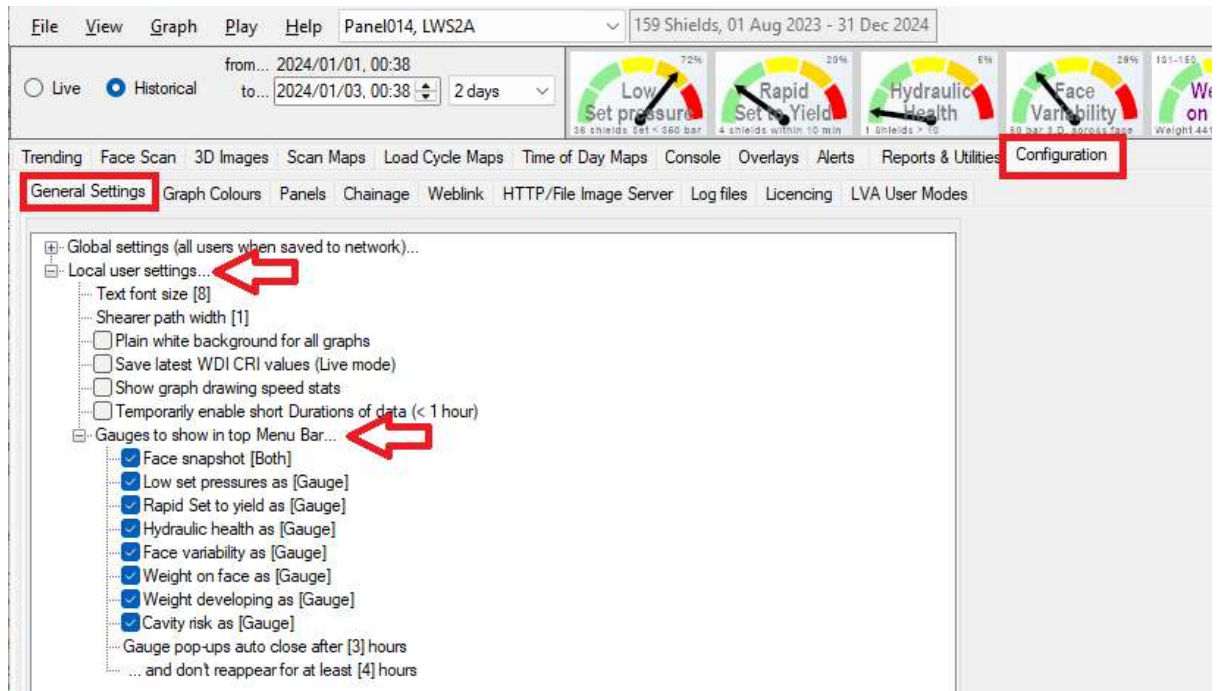 File View Graph Play Help Panel014, LWS2A 159 Shields, 01 Aug 2023 - 31 Dec 2024
from... 2024/01/01, 00:38
Live Historical to... 2024/01/03, 00:38 2 days
72% 20% 6% 29% 101-150
Low Rapid Hydraulic Face We
Set pressure Set to Yield Health Variability on
36 shields Set < 360 bar 4 shields within 10 min 1 Shields > 10 69 bar S.D. across face Weight 441
Trending Face Scan 3D Images Scan Maps Load Cycle Maps Time of Day Maps Console Overlays Alerts Reports & Utilities Configuration
General Settings Graph Colours Panels Chainage Weblink HTTP/File Image Server Log files Licencing LVA User Modes
Global settings (all users when saved to network)...
Local user settings...
Text font size [8]
Shearer path width [1]
Plain white background for all graphs
Save latest WDI CRI values (Live mode)
Show graph drawing speed stats
Temporarily enable short Durations of data (< 1 hour)
Gauges to show in top Menu Bar...
Face snapshot [Both]
Low set pressures as [Gauge]
Rapid Set to yield as [Gauge]
Hydraulic health as [Gauge]
Face variability as [Gauge]
Weight on face as [Gauge]
Weight developing as [Gauge]
Cavity risk as [Gauge]
Gauge pop-ups auto close after [3] hours
... and don't reappear for at least [4] hours